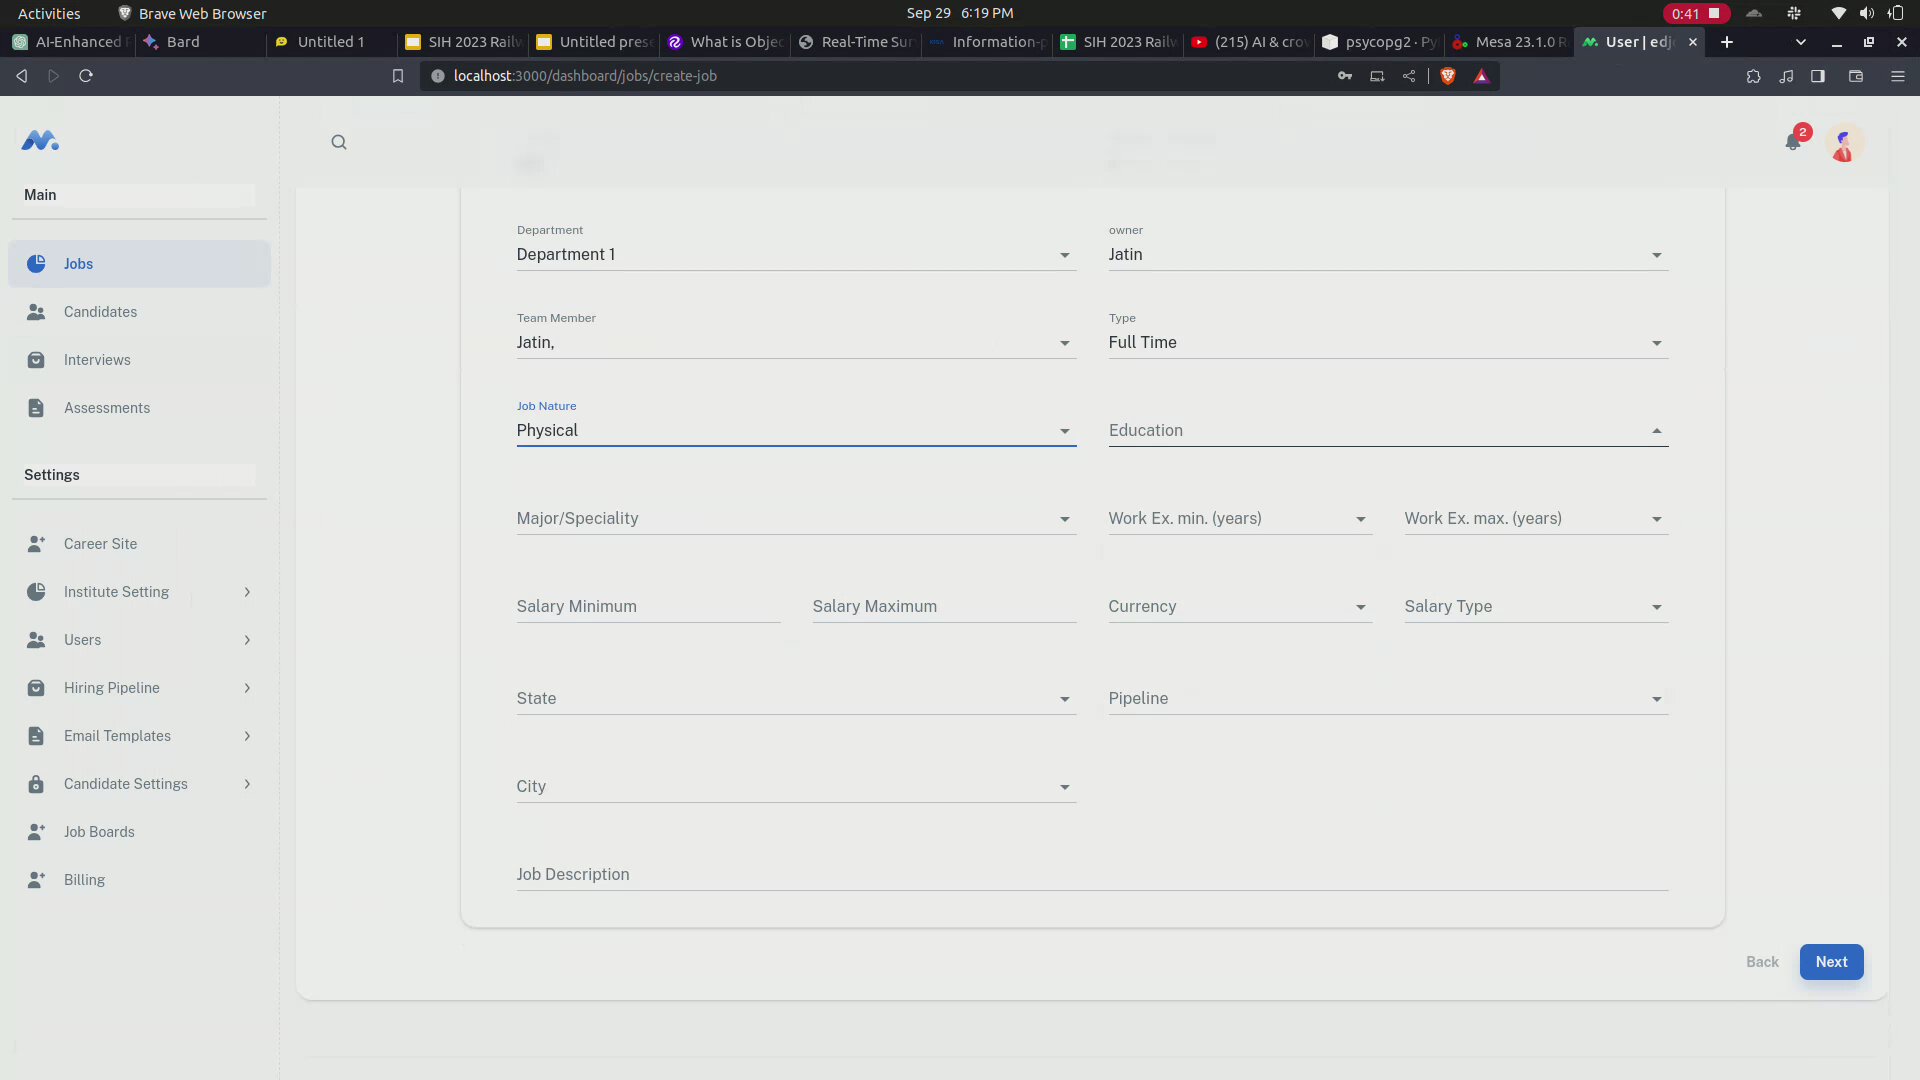 Activities
Brave Web Browser
Sep 29 6:19 PM
0:41
AI-Enhanced
Bard
Untitled 1
SIH 2023 Railw
Untitled pres
What is Objec
Real-Time Sur
Information-p
SIH 2023 Railw
(215) AI & crow
psycopg2 · Py
Mesa 23.1.0 R
User | edj
localhost:3000/dashboard/jobs/create-job
2
Main
Jobs
Candidates
Interviews
Assessments
Settings
Career Site
Institute Setting
Users
Hiring Pipeline
Email Templates
Candidate Settings
Job Boards
Billing
Department
Department 1
owner
Jatin
Team Member
Jatin,
Type
Full Time
Job Nature
Physical
Education
Major/Speciality
Work Ex. min. (years)
Work Ex. max. (years)
Salary Minimum
Salary Maximum
Currency
Salary Type
State
Pipeline
City
Job Description
Back
Next